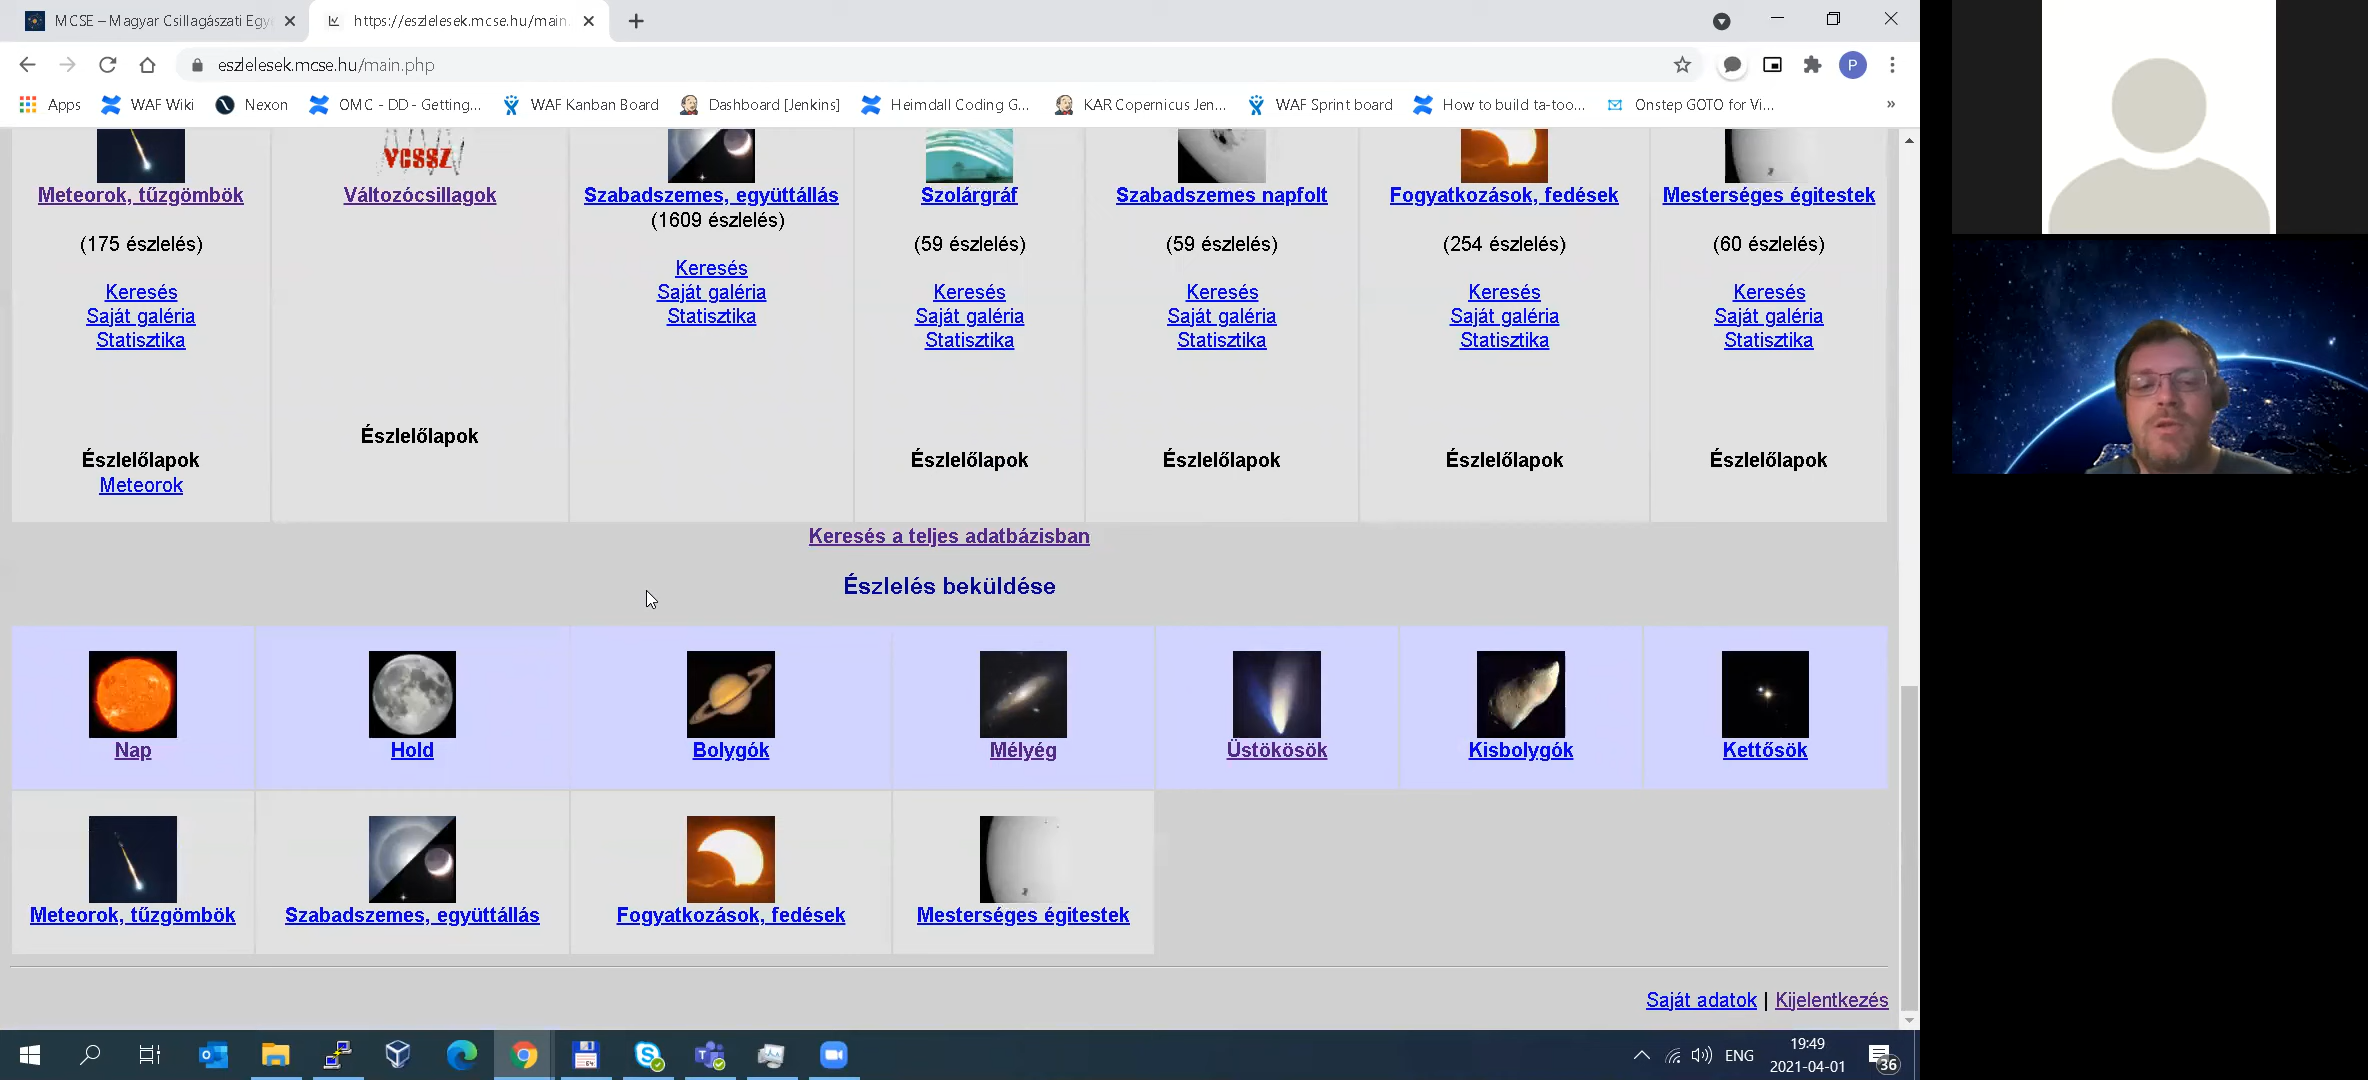 MCSE – Magyar Csillagászati Egy
https://eszlelesek.mcse.hu/main.
eszlelesek.mcse.hu/main.php
P
Apps
WAF Wiki
Nexon
OMC - DD - Getting...
WAF Kanban Board
Dashboard [Jenkins]
Heimdall Coding G...
KAR Copernicus Jen...
WAF Sprint board
How to build ta-too...
Onstep GOTO for Vi...
»
VCSSZ
Meteorok, tűzgömbök
Változócsillagok
Szabadszemes, együttállás
Szolárgráf
Szabadszemes napfolt
Fogyatkozások, fedések
Mesterséges égitestek
(1609 észlelés)
(175 észlelés)
(59 észlelés)
(59 észlelés)
(254 észlelés)
(60 észlelés)
Keresés
Saját galéria
Statisztika
Keresés
Saját galéria
Statisztika
Keresés
Saját galéria
Statisztika
Keresés
Saját galéria
Statisztika
Keresés
Saját galéria
Statisztika
Keresés
Saját galéria
Statisztika
Észlelőlapok
Meteorok
Észlelőlapok
Észlelőlapok
Észlelőlapok
Észlelőlapok
Észlelőlapok
Keresés a teljes adatbázisban
Észlelés beküldése
Nap
Hold
Bolygók
Mélyég
Üstökösök
Kisbolygók
Kettősök
Meteorok, tűzgömbök
Szabadszemes, együttállás
Fogyatkozások, fedések
Mesterséges égitestek
Saját adatok | Kijelentkezés
64
ENG
19:49
2021-04-01
36